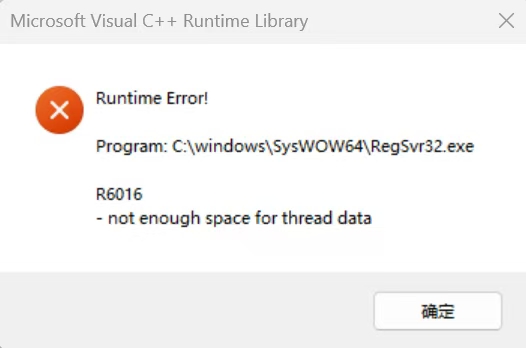 Microsoft Visual C++ Runtime Library
Runtime Error!
Program: C:\windows\SysWOW64\RegSvr32.exe
R6016
- not enough space for thread data
确定